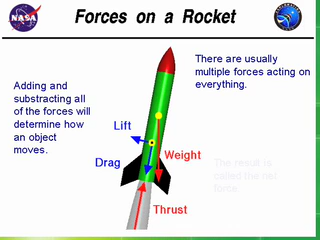 NASA
Forces on a Rocket
There are usually
multiple forces acting on
everything.
Adding and
substracting all
of the forces will
determine how
an object
moves.
Lift
Drag
Weight
The result is
called the net
force.
Thrust